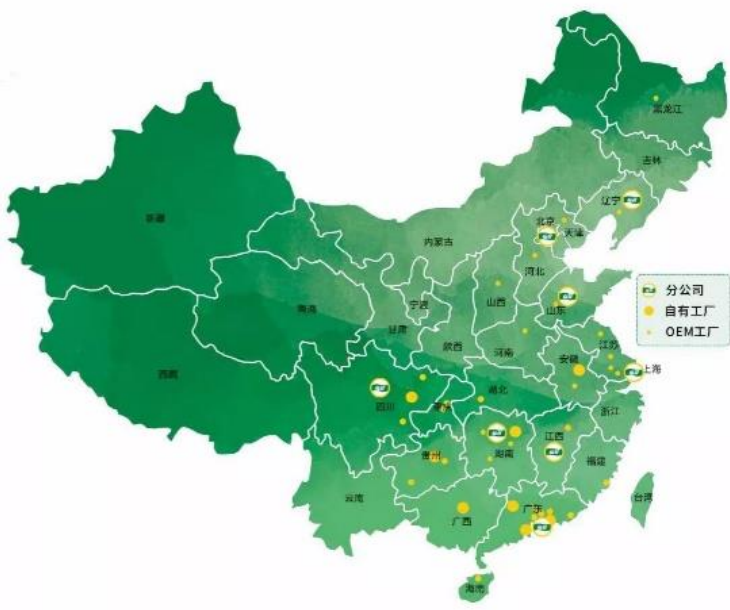 黑龙江
吉林
辽宁
北京
天津
内蒙古
新疆
河北
宁夏
山西
山东
青海
甘肃
陕西
河南
江苏
安徽
上海
西藏
四川
重庆
湖北
浙江
湖南
江西
贵州
福建
云南
台湾
广西
广东
海南
分公司
自有工厂
OEM工厂